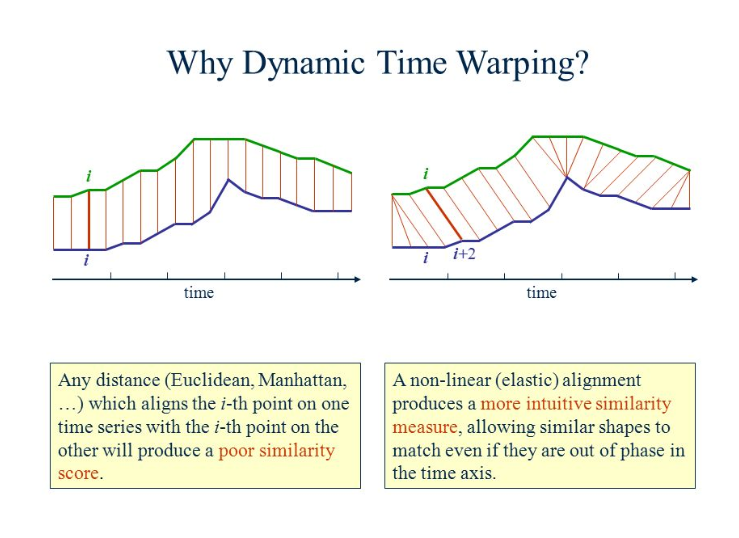 Why Dynamic Time Warping?
i
i
time
i
i
i+2
time
Any distance (Euclidean, Manhattan,
…) which aligns the i-th point on one
time series with the i-th point on the
other will produce a poor similarity
score.
A non-linear (elastic) alignment
produces a more intuitive similarity
measure, allowing similar shapes to
match even if they are out of phase in
the time axis.